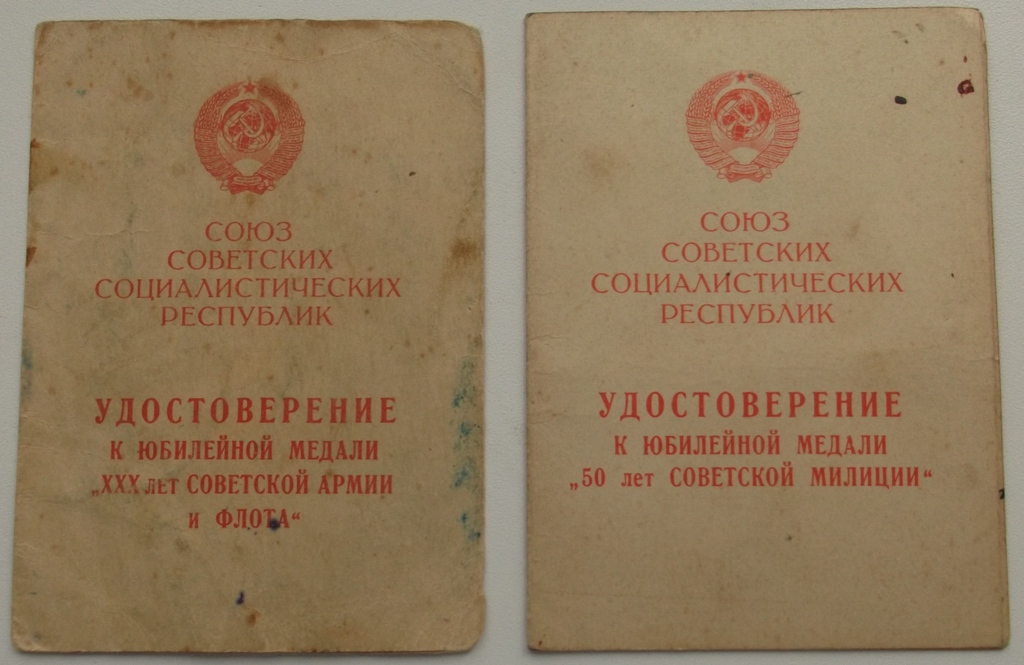 СОЮЗ
СОВЕТСКИХ
СОЦИАЛИСТИЧЕСКИХ
РЕСПУБЛИК
УДОСТОВЕРЕНИЕ
К ЮБИЛЕЙНОЙ МЕДАЛИ
„XXX лет СОВЕТСКОЙ АРМИИ
и ФЛОТА“
СОЮЗ
СОВЕТСКИХ
СОЦИАЛИСТИЧЕСКИХ
РЕСПУБЛИК
УДОСТОВЕРЕНИЕ
К ЮБИЛЕЙНОЙ МЕДАЛИ
„50 лет СОВЕТСКОЙ МИЛИЦИИ“